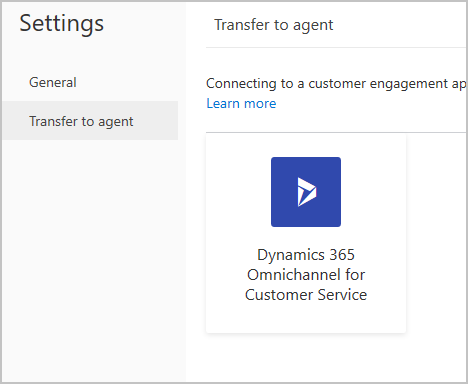 Settings
Transfer to agent
General
Transfer to agent
Connecting to a customer engagement ap
Learn more
Dynamics 365
Omnichannel for
Customer Service